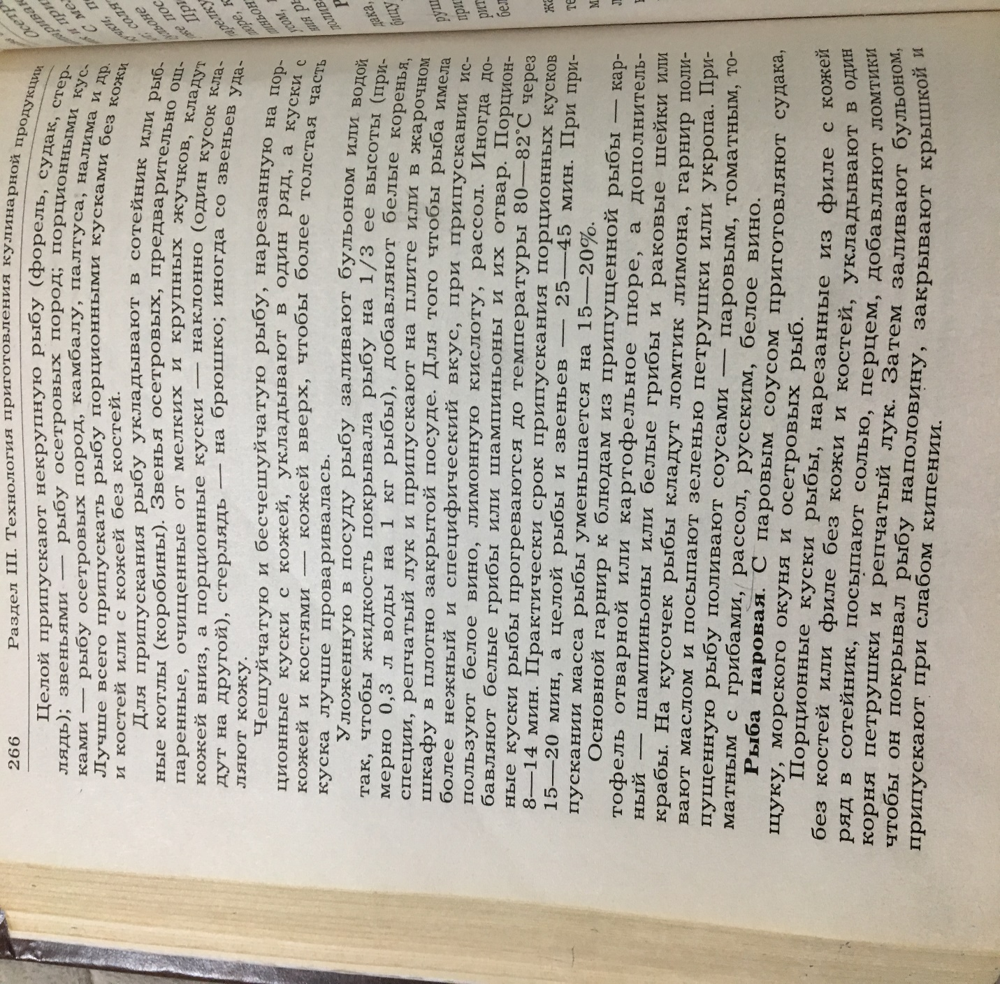 266 Раздел III. Технология приготовления кулинарной продукции
Целой припускают некрупную рыбу (форель, судак, стер-
лядь); звеньями — рыбу осетровых пород; порционными кус-
ками — рыбу осетровых пород, камбалу, палтуса, налима и др.
Лучше всего припускать рыбу порционными кусками без кожи
и костей или с кожей без костей.
Для припускания рыбу укладывают в сотейник или рыб-
ные котлы (коробины). Звенья осетровых, предварительно ош-
паренные, очищенные от мелких и крупных жучков, кладут
кожей вниз, а порционные куски — наклонно (один кусок кла-
дут на другой), стерлядь — на брюшко; иногда со звеньев уда-
ляют кожу.
Чешуйчатую и бесчешуйчатую рыбу, нарезанную на пор-
ционные куски с кожей, укладывают в один ряд, а куски с
кожей и костями — кожей вверх, чтобы более толстая часть
куска лучше проваривалась.
Уложенную в посуду рыбу заливают бульоном или водой
так, чтобы жидкость покрывала рыбу на 1/3 ее высоты (при-
мерно 0,3 л воды на 1 кг рыбы), добавляют белые коренья,
специи, репчатый лук и припускают на плите или в жарочном
шкафу в плотно закрытой посуде. Для того чтобы рыба имела
более нежный и специфический вкус, при припускании ис-
пользуют белое вино, лимонную кислоту, рассол. Иногда до-
бавляют белые грибы или шампиньоны и их отвар. Порцион-
ные куски рыбы прогреваются до температуры 80—82°С через
8—14 мин. Практически срок припускания порционных кусков
15—20 мин, а целой рыбы и звеньев — 25—45 мин. При при-
пускании масса рыбы уменьшается на 15—20%.
Основной гарнир к блюдам из припущенной рыбы — кар-
тофель отварной или картофельное пюре, а дополнитель-
ный — шампиньоны или белые грибы и раковые шейки или
крабы. На кусочек рыбы кладут ломтик лимона, гарнир поли-
вают маслом и посыпают зеленью петрушки или укропа. При-
пущенную рыбу поливают соусами — паровым, томатным, то-
матным с грибами, рассол, русским, белое вино.
Рыба паровая. С паровым соусом приготовляют судака,
щуку, морского окуня и осетровых рыб.
Порционные куски рыбы, нарезанные из филе с кожей
без костей или филе без кожи и костей, укладывают в один
ряд в сотейник, посыпают солью, перцем, добавляют ломтики
корня петрушки и репчатый лук. Затем заливают бульоном,
чтобы он покрывал рыбу наполовину, закрывают крышкой и
припускают при слабом кипении.